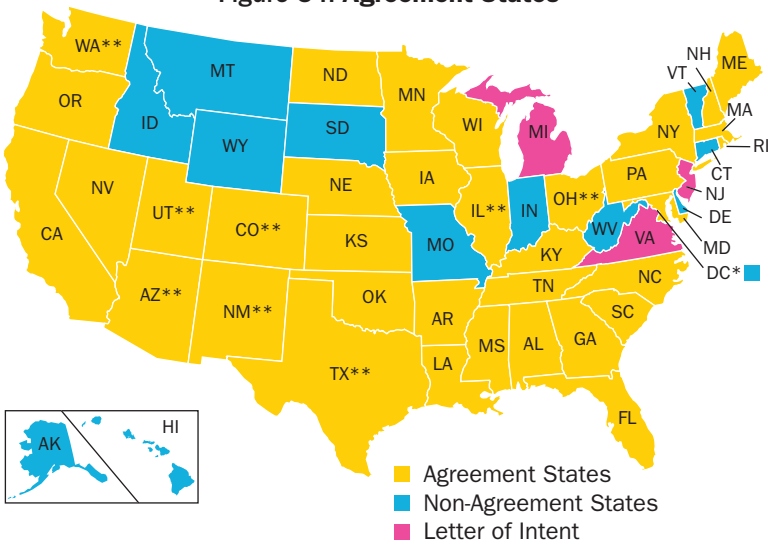 WA**
MT
ND
MN
OR
ID
SD
WY
WI
MI
NY
VT
NH
ME
MA
RI
CT
NJ
DE
MD
DC*
NV
UT**
CO**
NE
IA
IL**
IN
OH**
PA
WV
VA
CA
KS
MO
KY
TN
NC
SC
AZ**
NM**
OK
AR
TX**
LA
MS
AL
GA
FL
AK
HI
Agreement States
Non-Agreement States
Letter of Intent